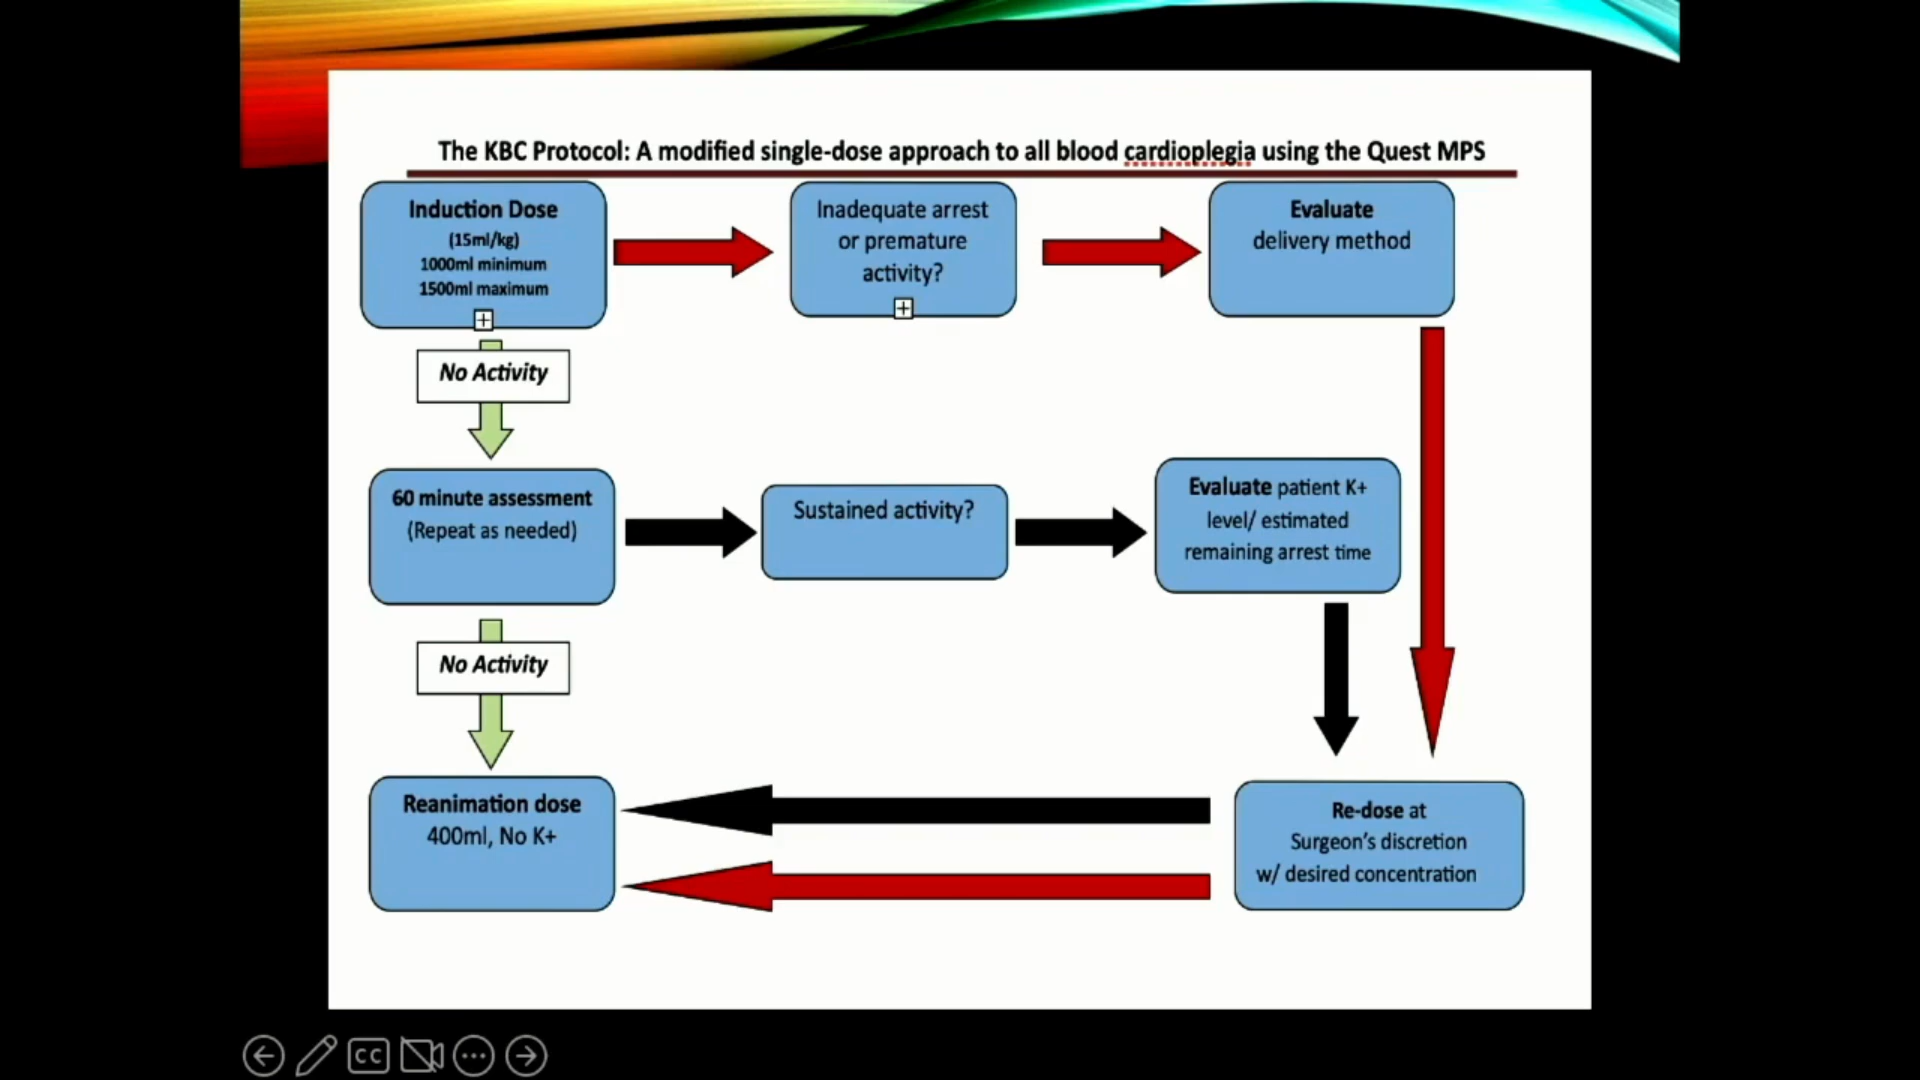 The KBC Protocol: A modified single-dose approach to all blood cardioplegia using the Quest MPS
Induction Dose
(15ml/kg)
1000ml minimum
1500ml maximum
Inadequate arrest
or premature
activity?
Evaluate
delivery method
No Activity
60 minute assessment
(Repeat as needed)
Sustained activity?
Evaluate patient K+
level/ estimated
remaining arrest time
No Activity
Reanimation dose
400ml, No K+
Re-dose at
Surgeon's discretion
w/ desired concentration
CC